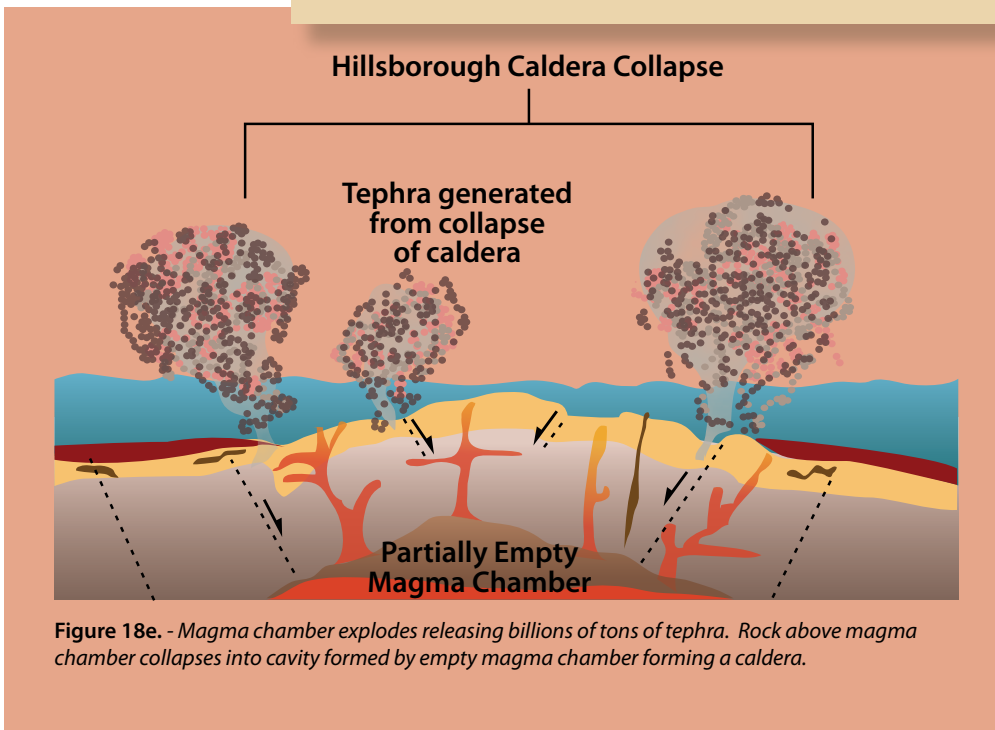 Hillsborough Caldera Collapse
Tephra generated
from collapse
of caldera
Partially Empty
Magma Chamber
Figure 18e. - Magma chamber explodes releasing billions of tons of tephra. Rock above magma
chamber collapses into cavity formed by empty magma chamber forming a caldera.